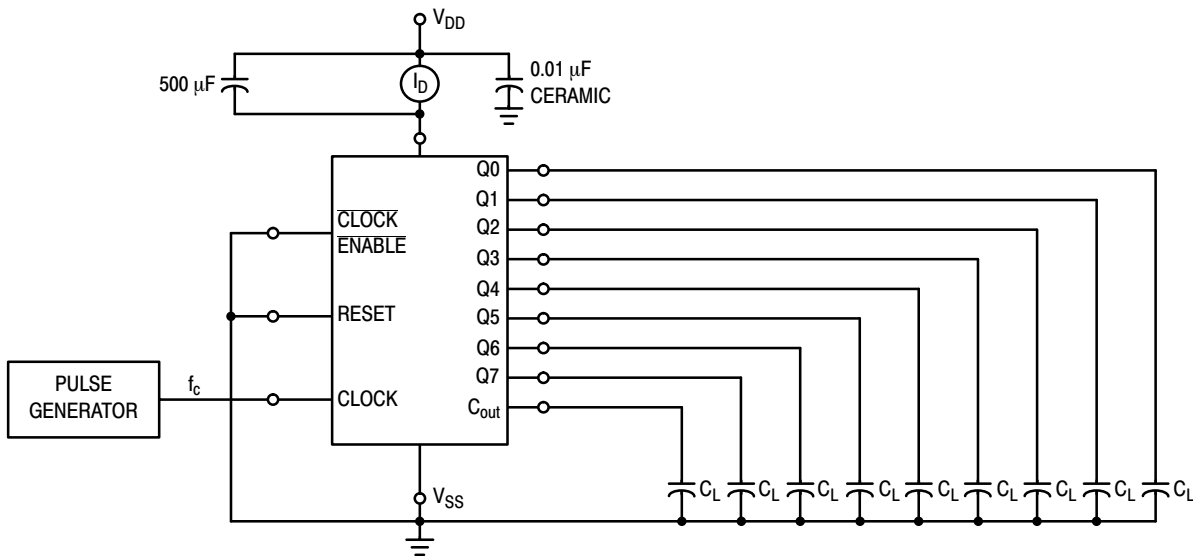 V_DD
500 μF
I_D
0.01 μF
CERAMIC
CLOCK
ENABLE
RESET
CLOCK
PULSE
GENERATOR
f_c
Q0
Q1
Q2
Q3
Q4
Q5
Q6
Q7
C_out
V_SS
C_L
C_L
C_L
C_L
C_L
C_L
C_L
C_L
C_L